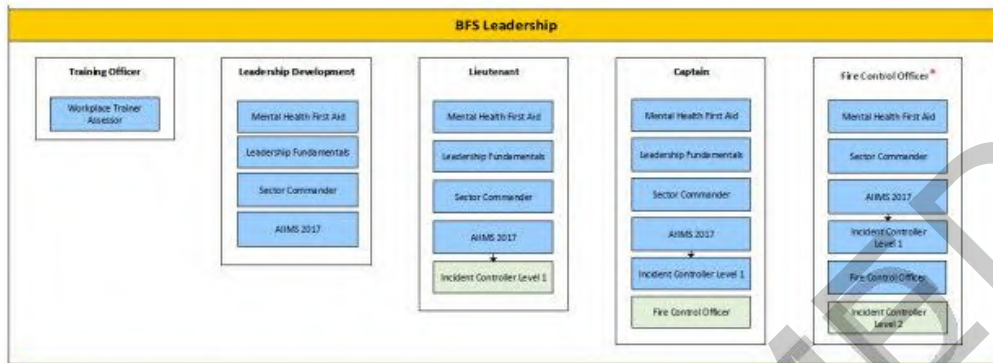 BFS Leadership
Training Officer
Workplace Trainer
Assessor
Leadership Development
Mental Health First Aid
Leadership Fundamentals
Sector Commander
AIIMS 2017
Lieutenant
Mental Health First Aid
Leadership Fundamentals
Sector Commander
AIIMS 2017
Incident Controller Level 1
Captain
Mental Health First Aid
Leadership Fundamentals
Sector Commander
AIIMS 2017
Incident Controller Level 1
Fire Control Officer
Fire Control Officer*
Mental Health First Aid
Sector Commander
AIIMS 2017
Incident Controller
Level 1
Fire Control Officer
Incident Controller
Level 2